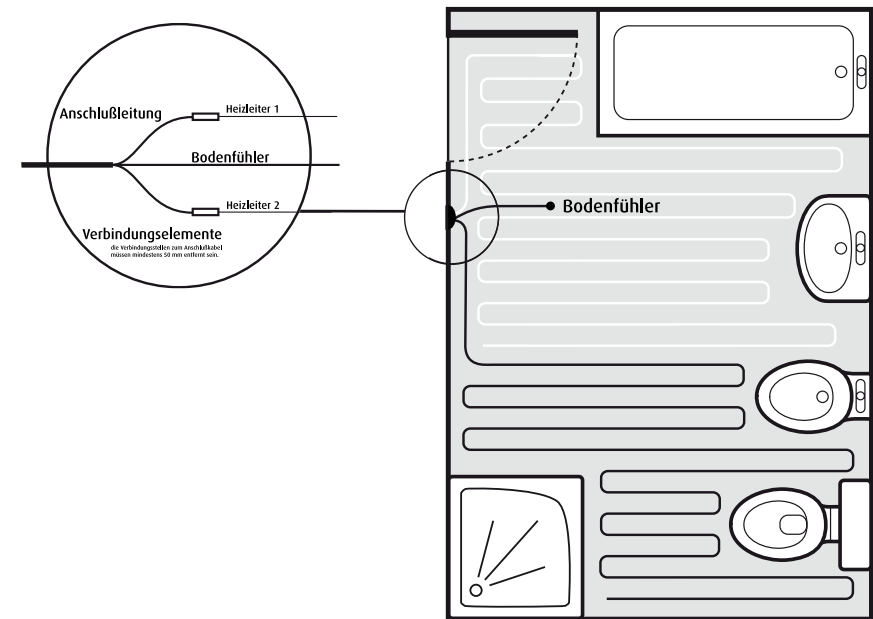 Anschlußleitung
Heizleiter 1
Bodenfühler
Heizleiter 2
Verbindungselemente
die Verbindungsstellen zum Anschlußkabel
müssen mindestens 50 mm entfernt sein.
Bodenfühler